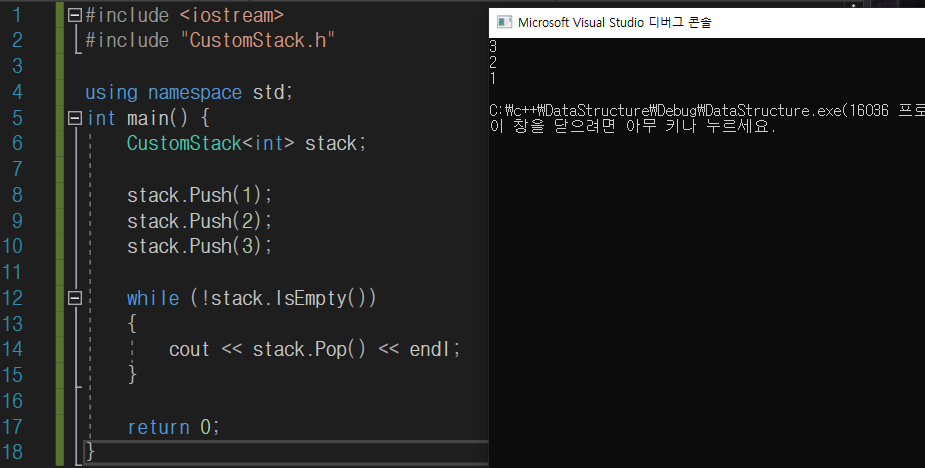 1 #include <iostream>
2 #include "CustomStack.h"
3
4 using namespace std;
5 int main() {
6 CustomStack<int> stack;
7
8 stack.Push(1);
9 stack.Push(2);
10 stack.Push(3);
11
12 while (!stack.IsEmpty())
13 {
14 cout << stack.Pop() << endl;
15 }
16
17 return 0;
18 }
Microsoft Visual Studio 디버그 콘솔
3
2
1
C:\c++\DataStructure\Debug\DataStructure.exe(16036 프로
이 창을 닫으려면 아무 키나 누르세요.